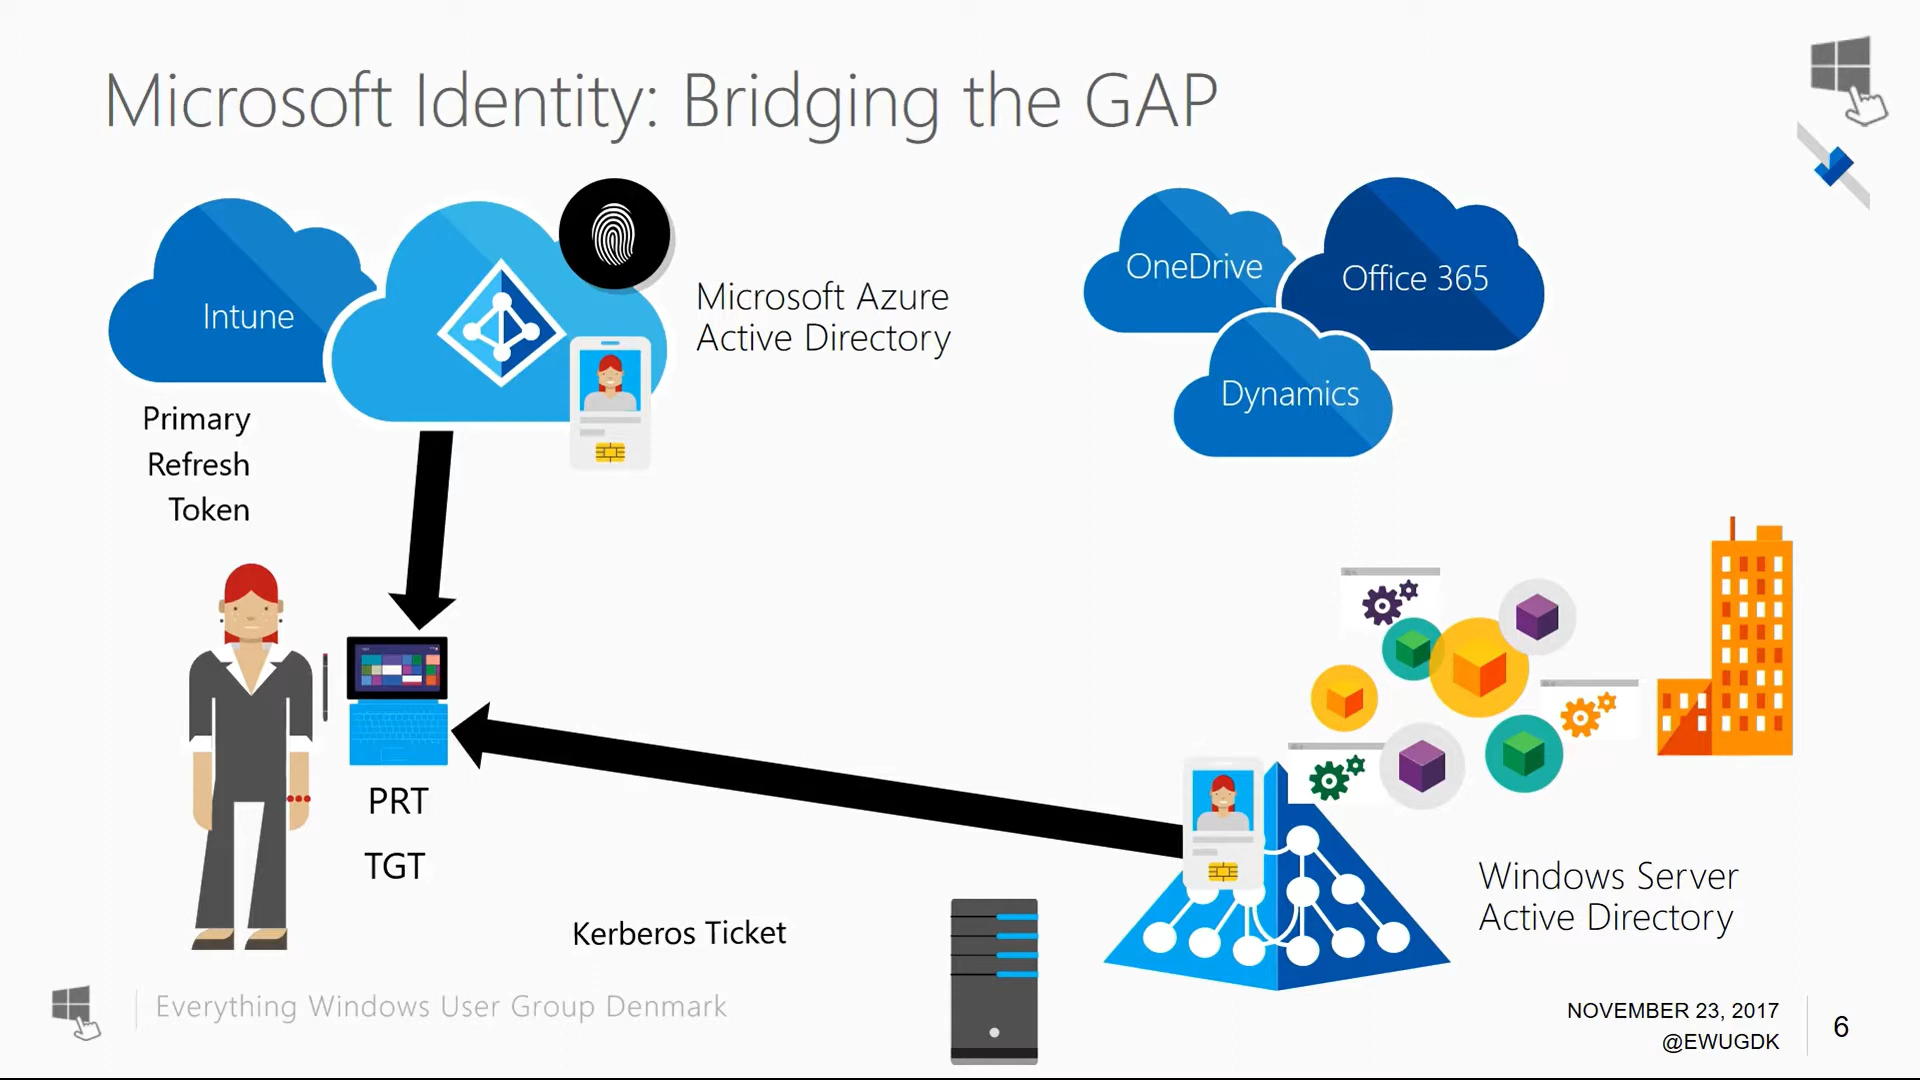 Microsoft Identity: Bridging the GAP
Intune
Microsoft Azure
Active Directory
OneDrive
Office 365
Dynamics
Primary
Refresh
Token
PRT
TGT
Kerberos Ticket
Windows Server
Active Directory
Everything Windows User Group Denmark
NOVEMBER 23, 2017
@EWUGDK
6